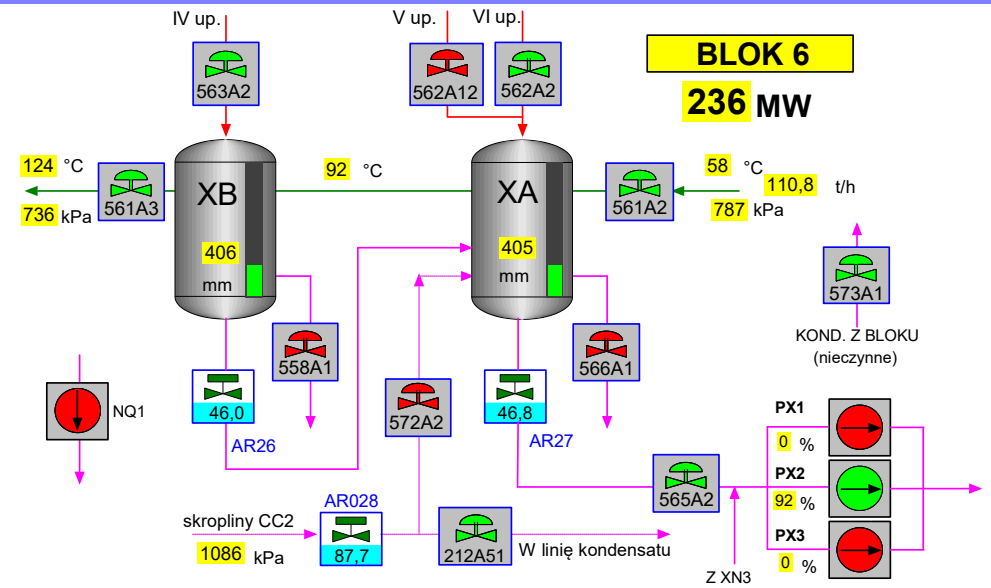 IV up.
V up.
VI up.
BLOK 6
236 MW
563A2
562A12
562A2
124 °C
561A3
736 kPa
XB
406
mm
92 °C
XA
405
mm
561A2
58 °C
110,8 t/h
787 kPa
573A1
KOND. Z BLOKU
(nieczynne)
558A1
566A1
NQ1
46,0
AR26
572A2
46,8
AR27
PX1
0 %
PX2
92 %
PX3
0 %
565A2
AR028
skropliny CC2
1086 kPa
87,7
212A51
W linię kondensatu
Z XN3